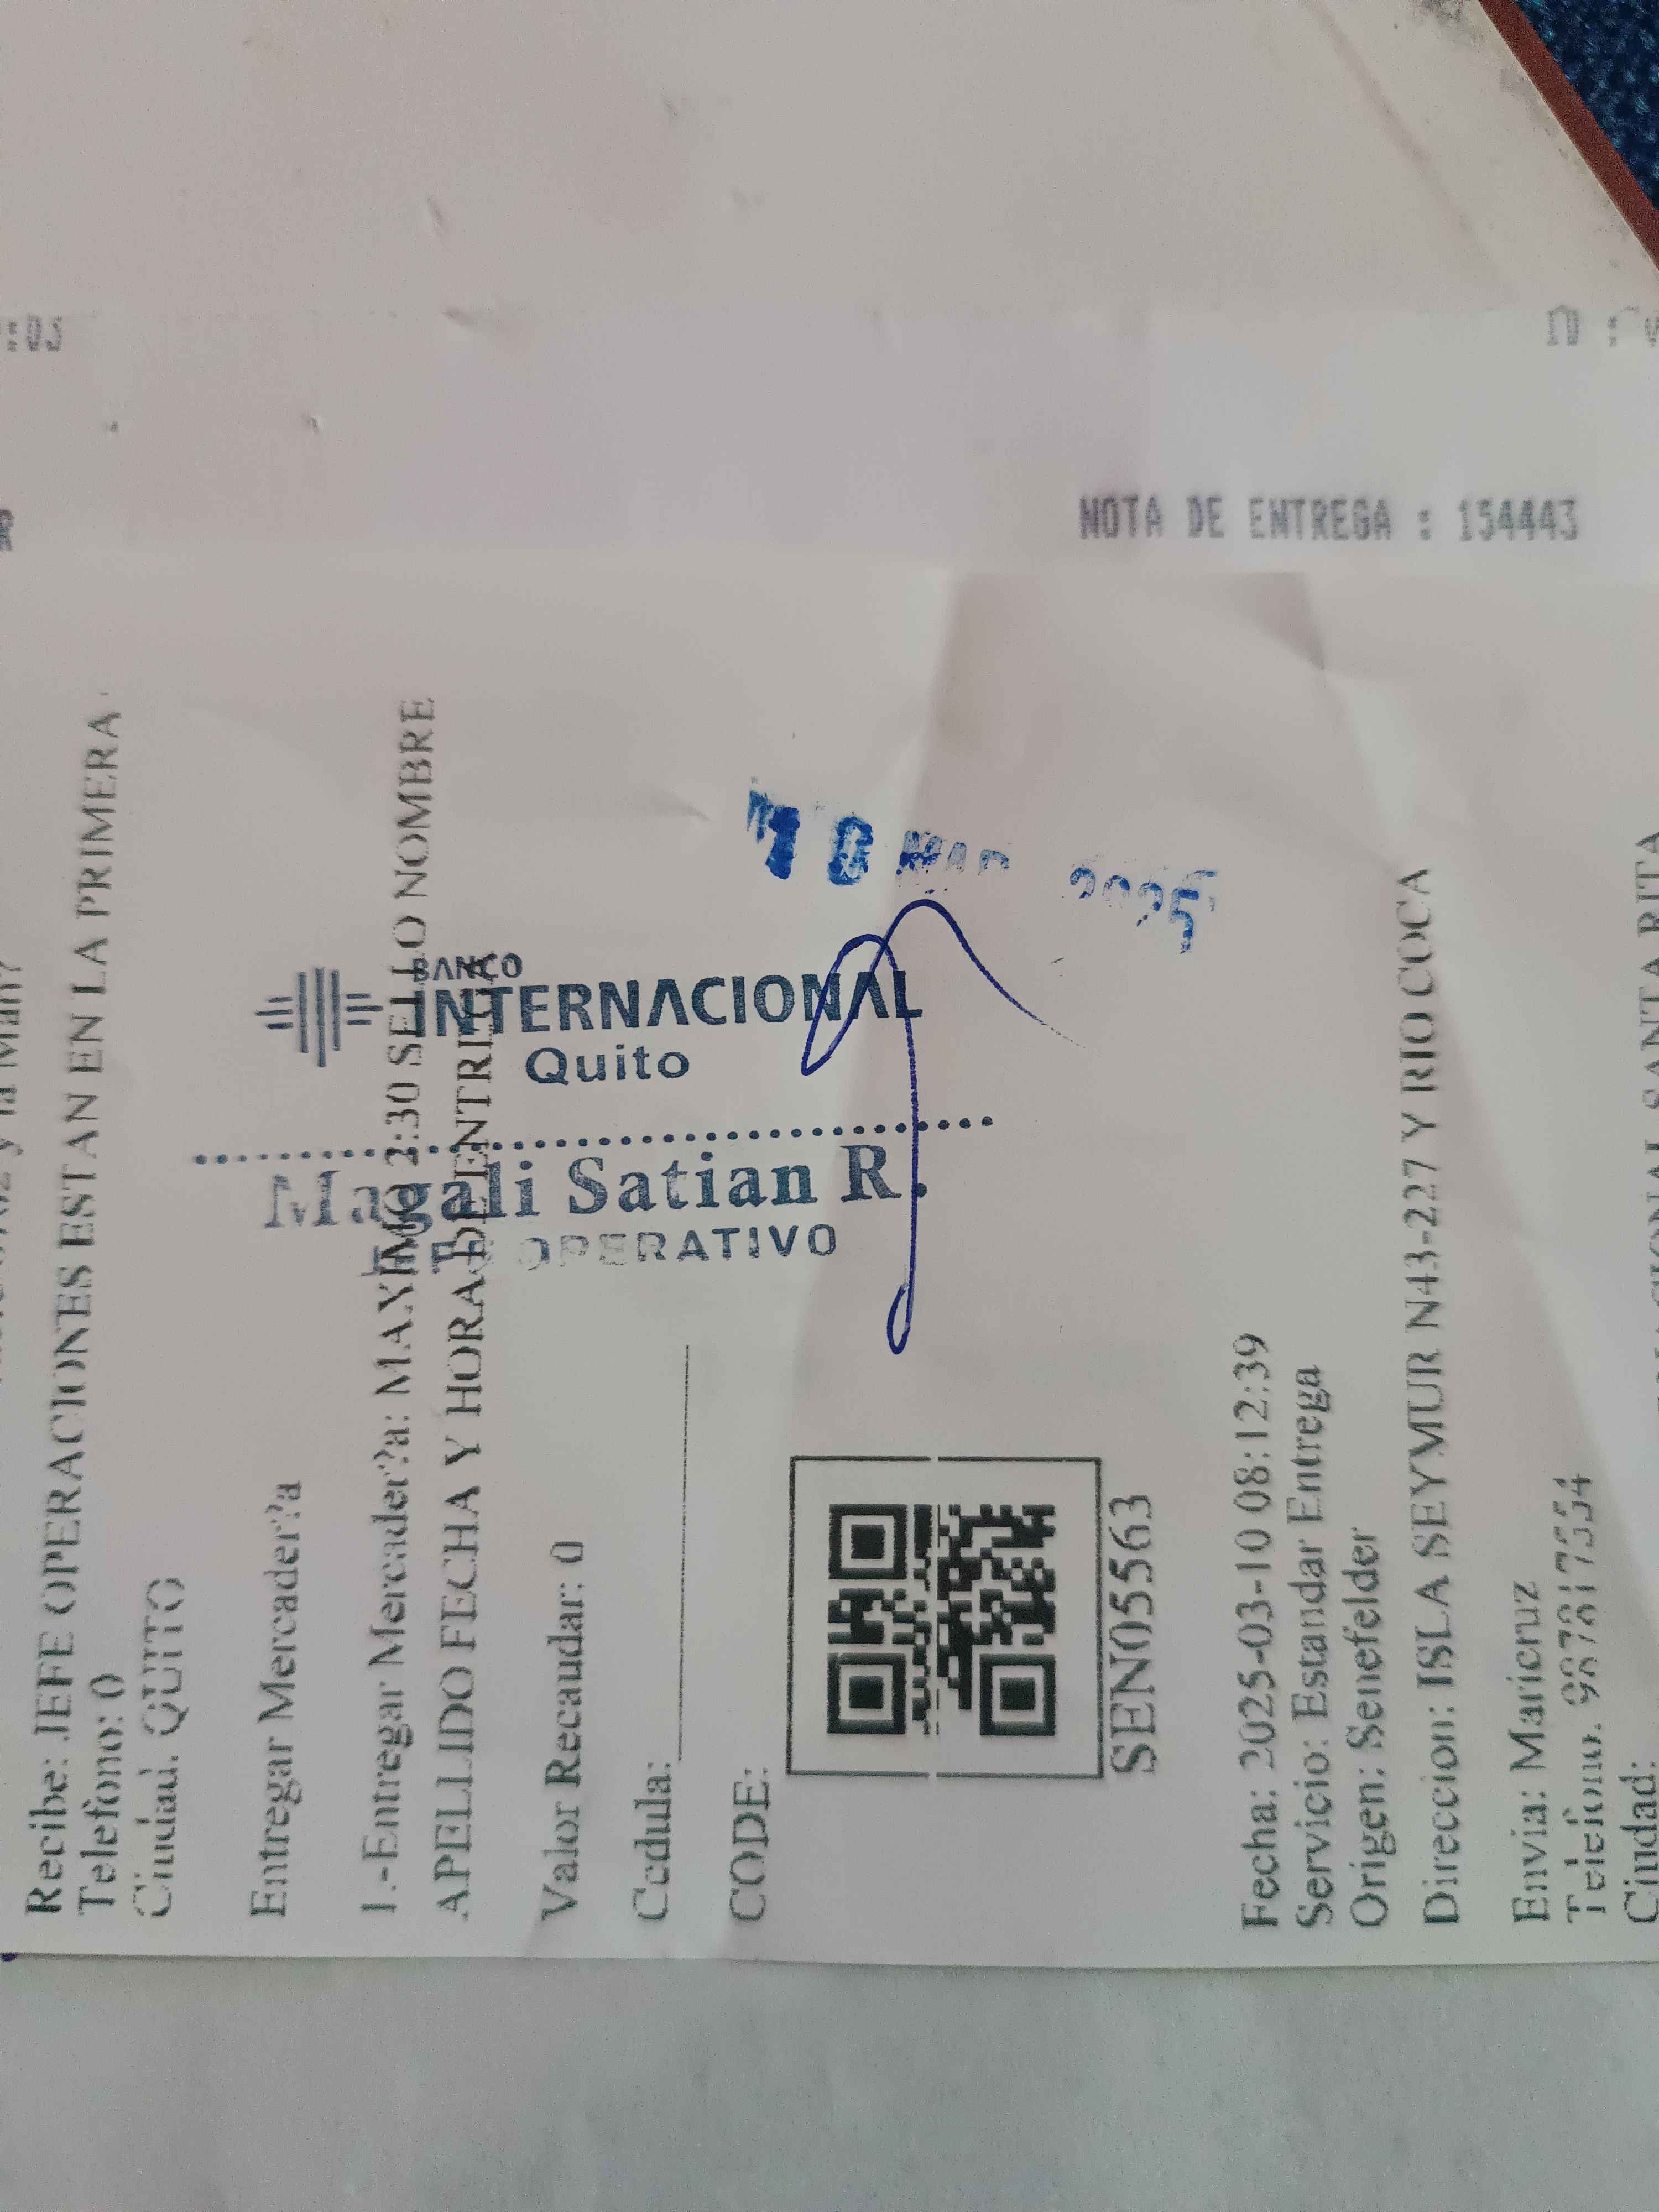 NOTA DE ENTREGA : 154443
Recibe: JEFE OPERACIONES ESTAN EN LA PRIMERA
Telefono: 0
Ciudad: QUITO
Entregar Mercader?a
1.-Entregar Mercader?a: MAXIMO 2:30 SELLO NOMBRE
APELLIDO FECHA Y HORA DE ENTREGA
Valor Recaudar: 0
Cedula:
CODE:
SEN055563
Fecha: 2025-03-10 08:12:39
Servicio: Estandar Entrega
Origen: Senefelder
Direccion: ISLA SEYMUR N43-227 Y RIO COCA
Envia: Maricruz
Telefono:
Ciudad:
BANCO
INTERNACIONAL
Quito
Magali Satian R.
OPERATIVO
10